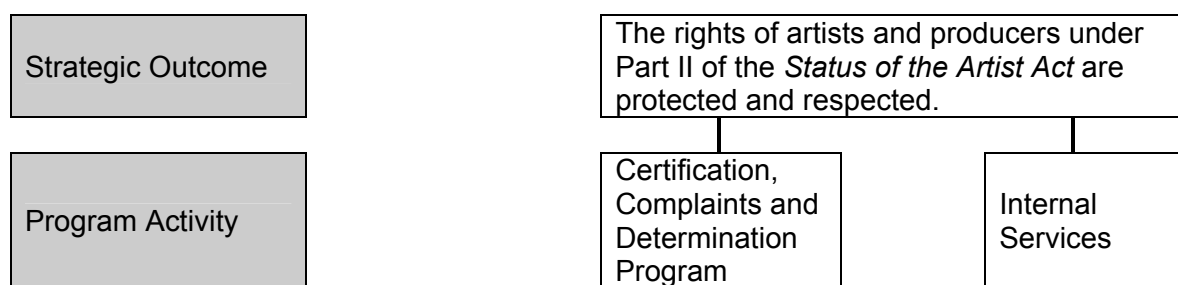 Strategic Outcome
The rights of artists and producers under
Part II of the Status of the Artist Act are
protected and respected.
Program Activity
Certification,
Complaints and
Determination
Program
Internal
Services